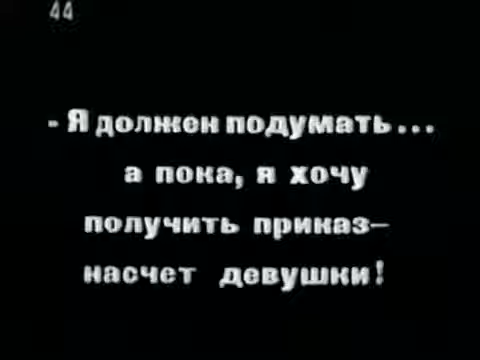 44
- Я должен подумать...
а пока, я хочу
получить приказ–
насчет девушки!